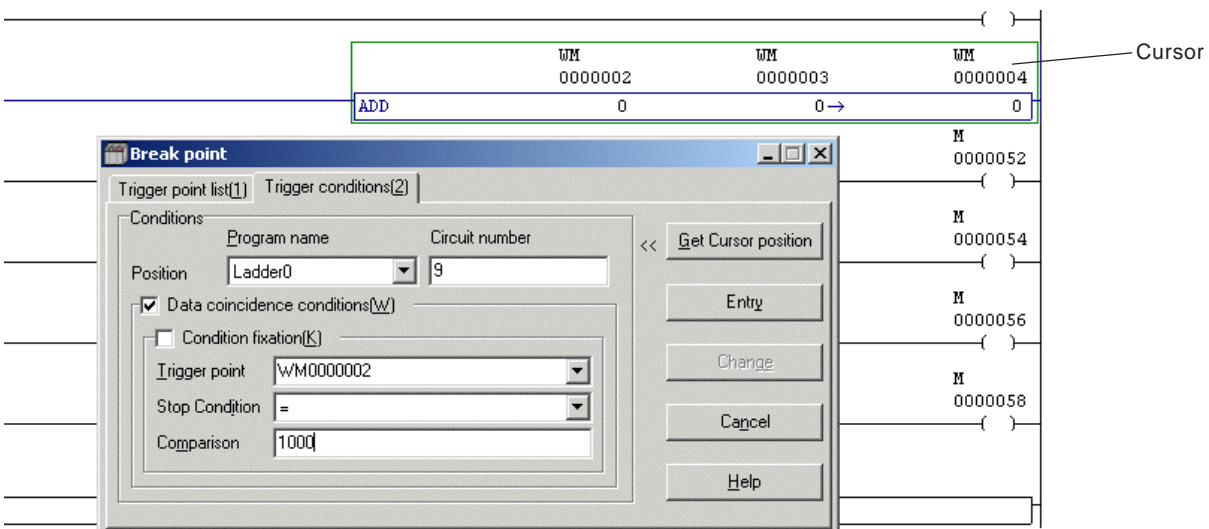 WM WM WM
0000002 0000003 0000004
Cursor
ADD 0 0→ 0
M
0000052
M
0000054
M
0000056
M
0000058
Break point
Trigger point list(1) Trigger conditions(2)
Conditions
Program name Circuit number
Position Ladder0 9
<< Get Cursor position
Data coincidence conditions(W)
Entry
Condition fixation(K)
Trigger point WM0000002
Change
Stop Condition =
Comparison 1000
Cancel
Help